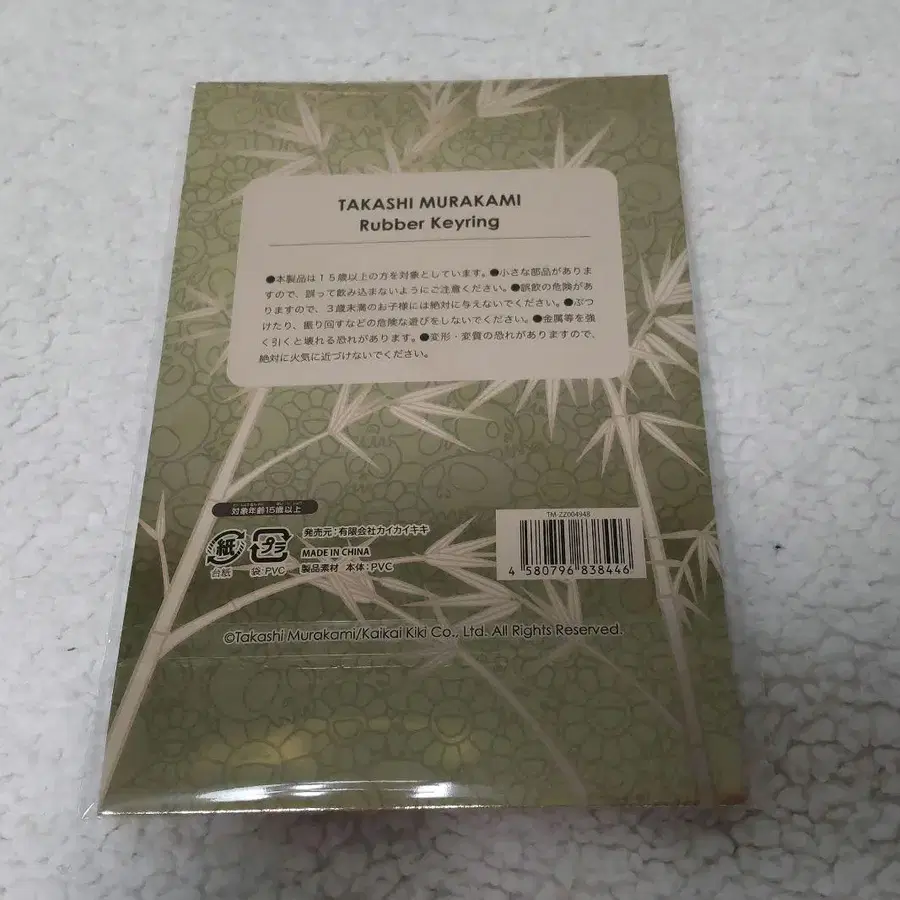 TAKASHI MURAKAMI
Rubber Keyring
●本製品は15歳以上の方を対象としています。●小さな部品がありま
すので、誤って飲み込まないようにご注意ください。●誤飲の危険があ
りますので、3歳未満のお子様には絶対に与えないでください。●ぶつ
けたり、振り回すなどの危険な遊びをしないでください。●金属等を強
く引くと壊れる恐れがあります。●変形・変質の恐れがありますので、
絶対に火気に近づけないでください。
対象年齢15歳以上
紙
台紙
プラ
袋:PVC
発売元:有限会社カイカイキキ
MADE IN CHINA
製品素材 本体:PVC
TM-ZZ004948
4 580796 838446
©Takashi Murakami/Kaikai Kiki Co., Ltd. All Rights Reserved.